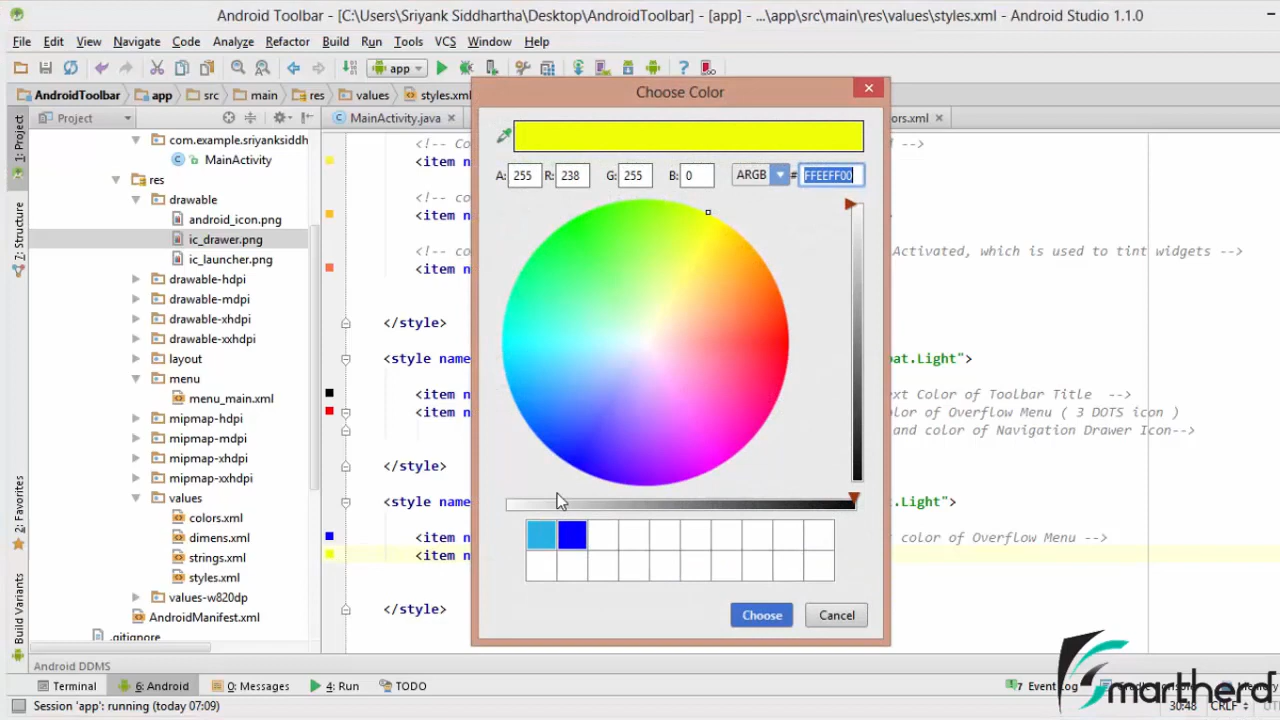 Android Toolbar - [C:\Users\Sriyank Siddhartha\Desktop\AndroidToolbar] - [app] - ...\app\src\main\res\values\styles.xml - Android Studio 1.1.0
File Edit View Navigate Code Analyze Refactor Build Run Tools VCS Window Help
app
AndroidToolbar app src main res values styles.xml
Choose Color
Project
MainActivity.java
ors.xml
1: Project
7: Structure
2: Favorites
Build Variants
com.example.sriyanksiddh
MainActivity
res
drawable
android_icon.png
ic_drawer.png
ic_launcher.png
drawable-hdpi
drawable-mdpi
drawable-xhdpi
drawable-xxhdpi
layout
menu
menu_main.xml
mipmap-hdpi
mipmap-mdpi
mipmap-xhdpi
mipmap-xxhdpi
values
colors.xml
dimens.xml
strings.xml
styles.xml
values-w820dp
AndroidManifest.xml
.gitignore
<!-- Co
-->
<item n
<!-- co
<item n
<!-- co
Activated, which is used to tint widgets -->
<item n
</style>
<style name
pat.Light">
<item n
ext Color of Toolbar Title -->
<item n
olor of Overflow Menu ( 3 DOTS icon )
and color of Navigation Drawer Icon-->
</style>
<style name
.Light">
<item n
color of Overflow Menu -->
<item n
</style>
A: 255 R: 238 G: 255 B: 0 ARGB # FFEEFF00
Choose Cancel
Android DDMS
Terminal 6: Android 0: Messages 4: Run TODO
7 Event Log
Session 'app': running (today 07:09)
30:48 CRLF
smartherd